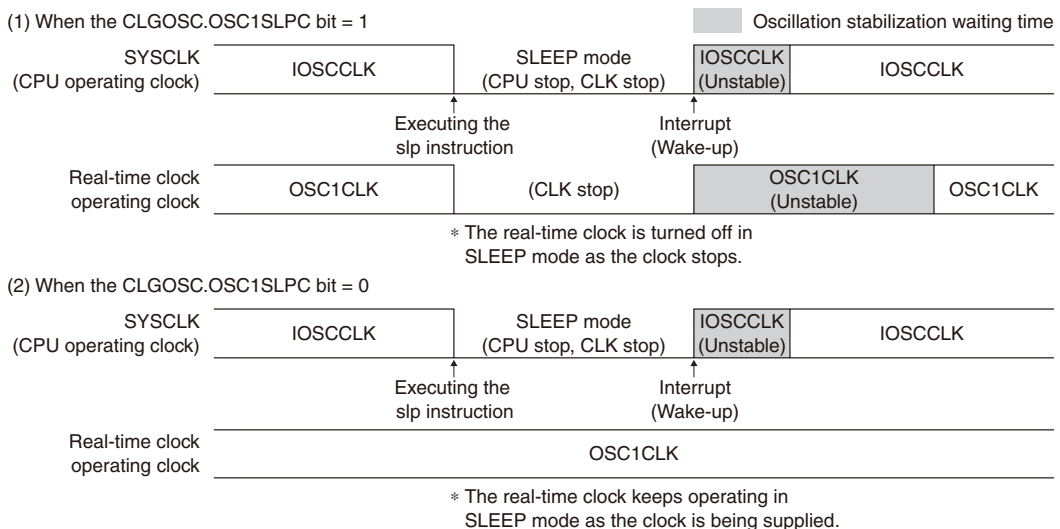 (1) When the CLGOSC.OSC1SLPC bit = 1
Oscillation stabilization waiting time
SYSCLK
(CPU operating clock)
IOSCCLK
SLEEP mode
(CPU stop, CLK stop)
IOSCCLK
(Unstable)
IOSCCLK
Executing the
slp instruction
Interrupt
(Wake-up)
Real-time clock
operating clock
OSC1CLK
(CLK stop)
OSC1CLK
(Unstable)
OSC1CLK
* The real-time clock is turned off in
SLEEP mode as the clock stops.
(2) When the CLGOSC.OSC1SLPC bit = 0
SYSCLK
(CPU operating clock)
IOSCCLK
SLEEP mode
(CPU stop, CLK stop)
IOSCCLK
(Unstable)
IOSCCLK
Executing the
slp instruction
Interrupt
(Wake-up)
Real-time clock
operating clock
OSC1CLK
* The real-time clock keeps operating in
SLEEP mode as the clock is being supplied.